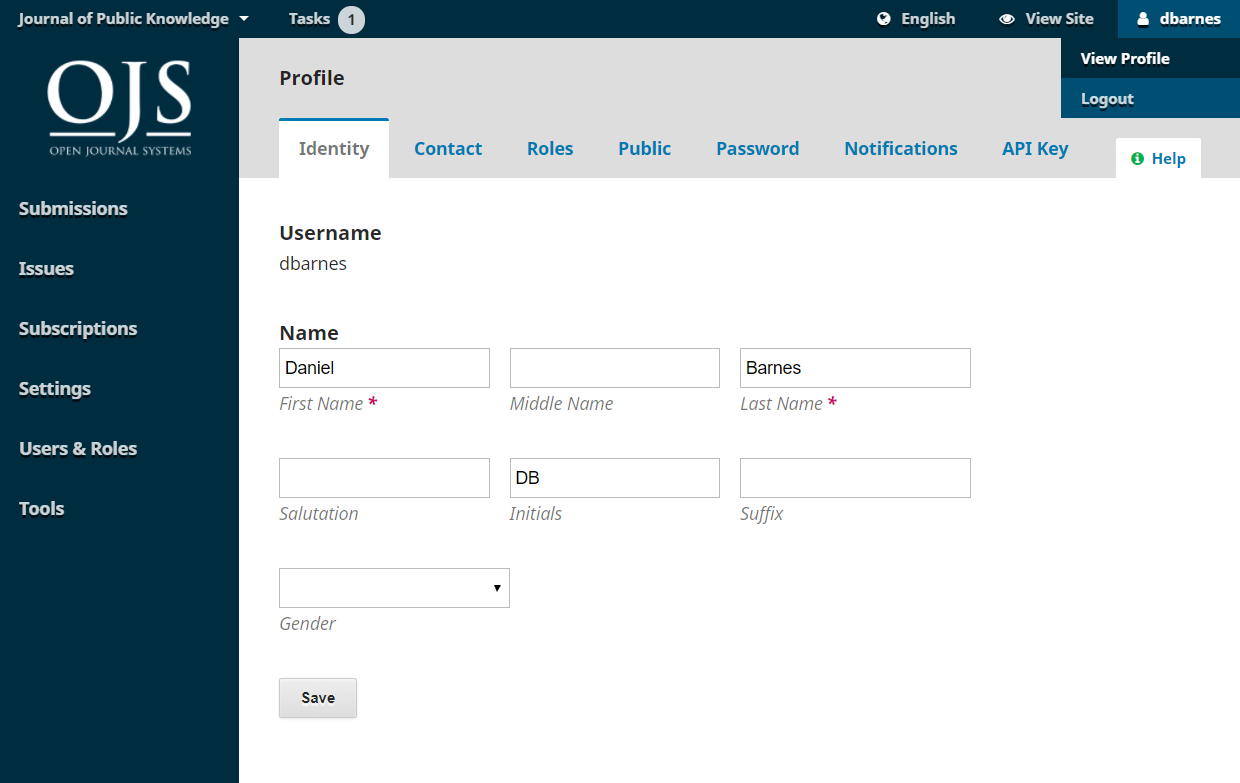 Journal of Public Knowledge Tasks 1 English View Site dbarnes
View Profile
Logout
OJS
OPEN JOURNAL SYSTEMS
Submissions
Issues
Subscriptions
Settings
Users & Roles
Tools
Profile
Identity Contact Roles Public Password Notifications API Key Help
Username
dbarnes
Name
Daniel Barnes
First Name * Middle Name Last Name *
DB
Salutation Initials Suffix
Gender
Save